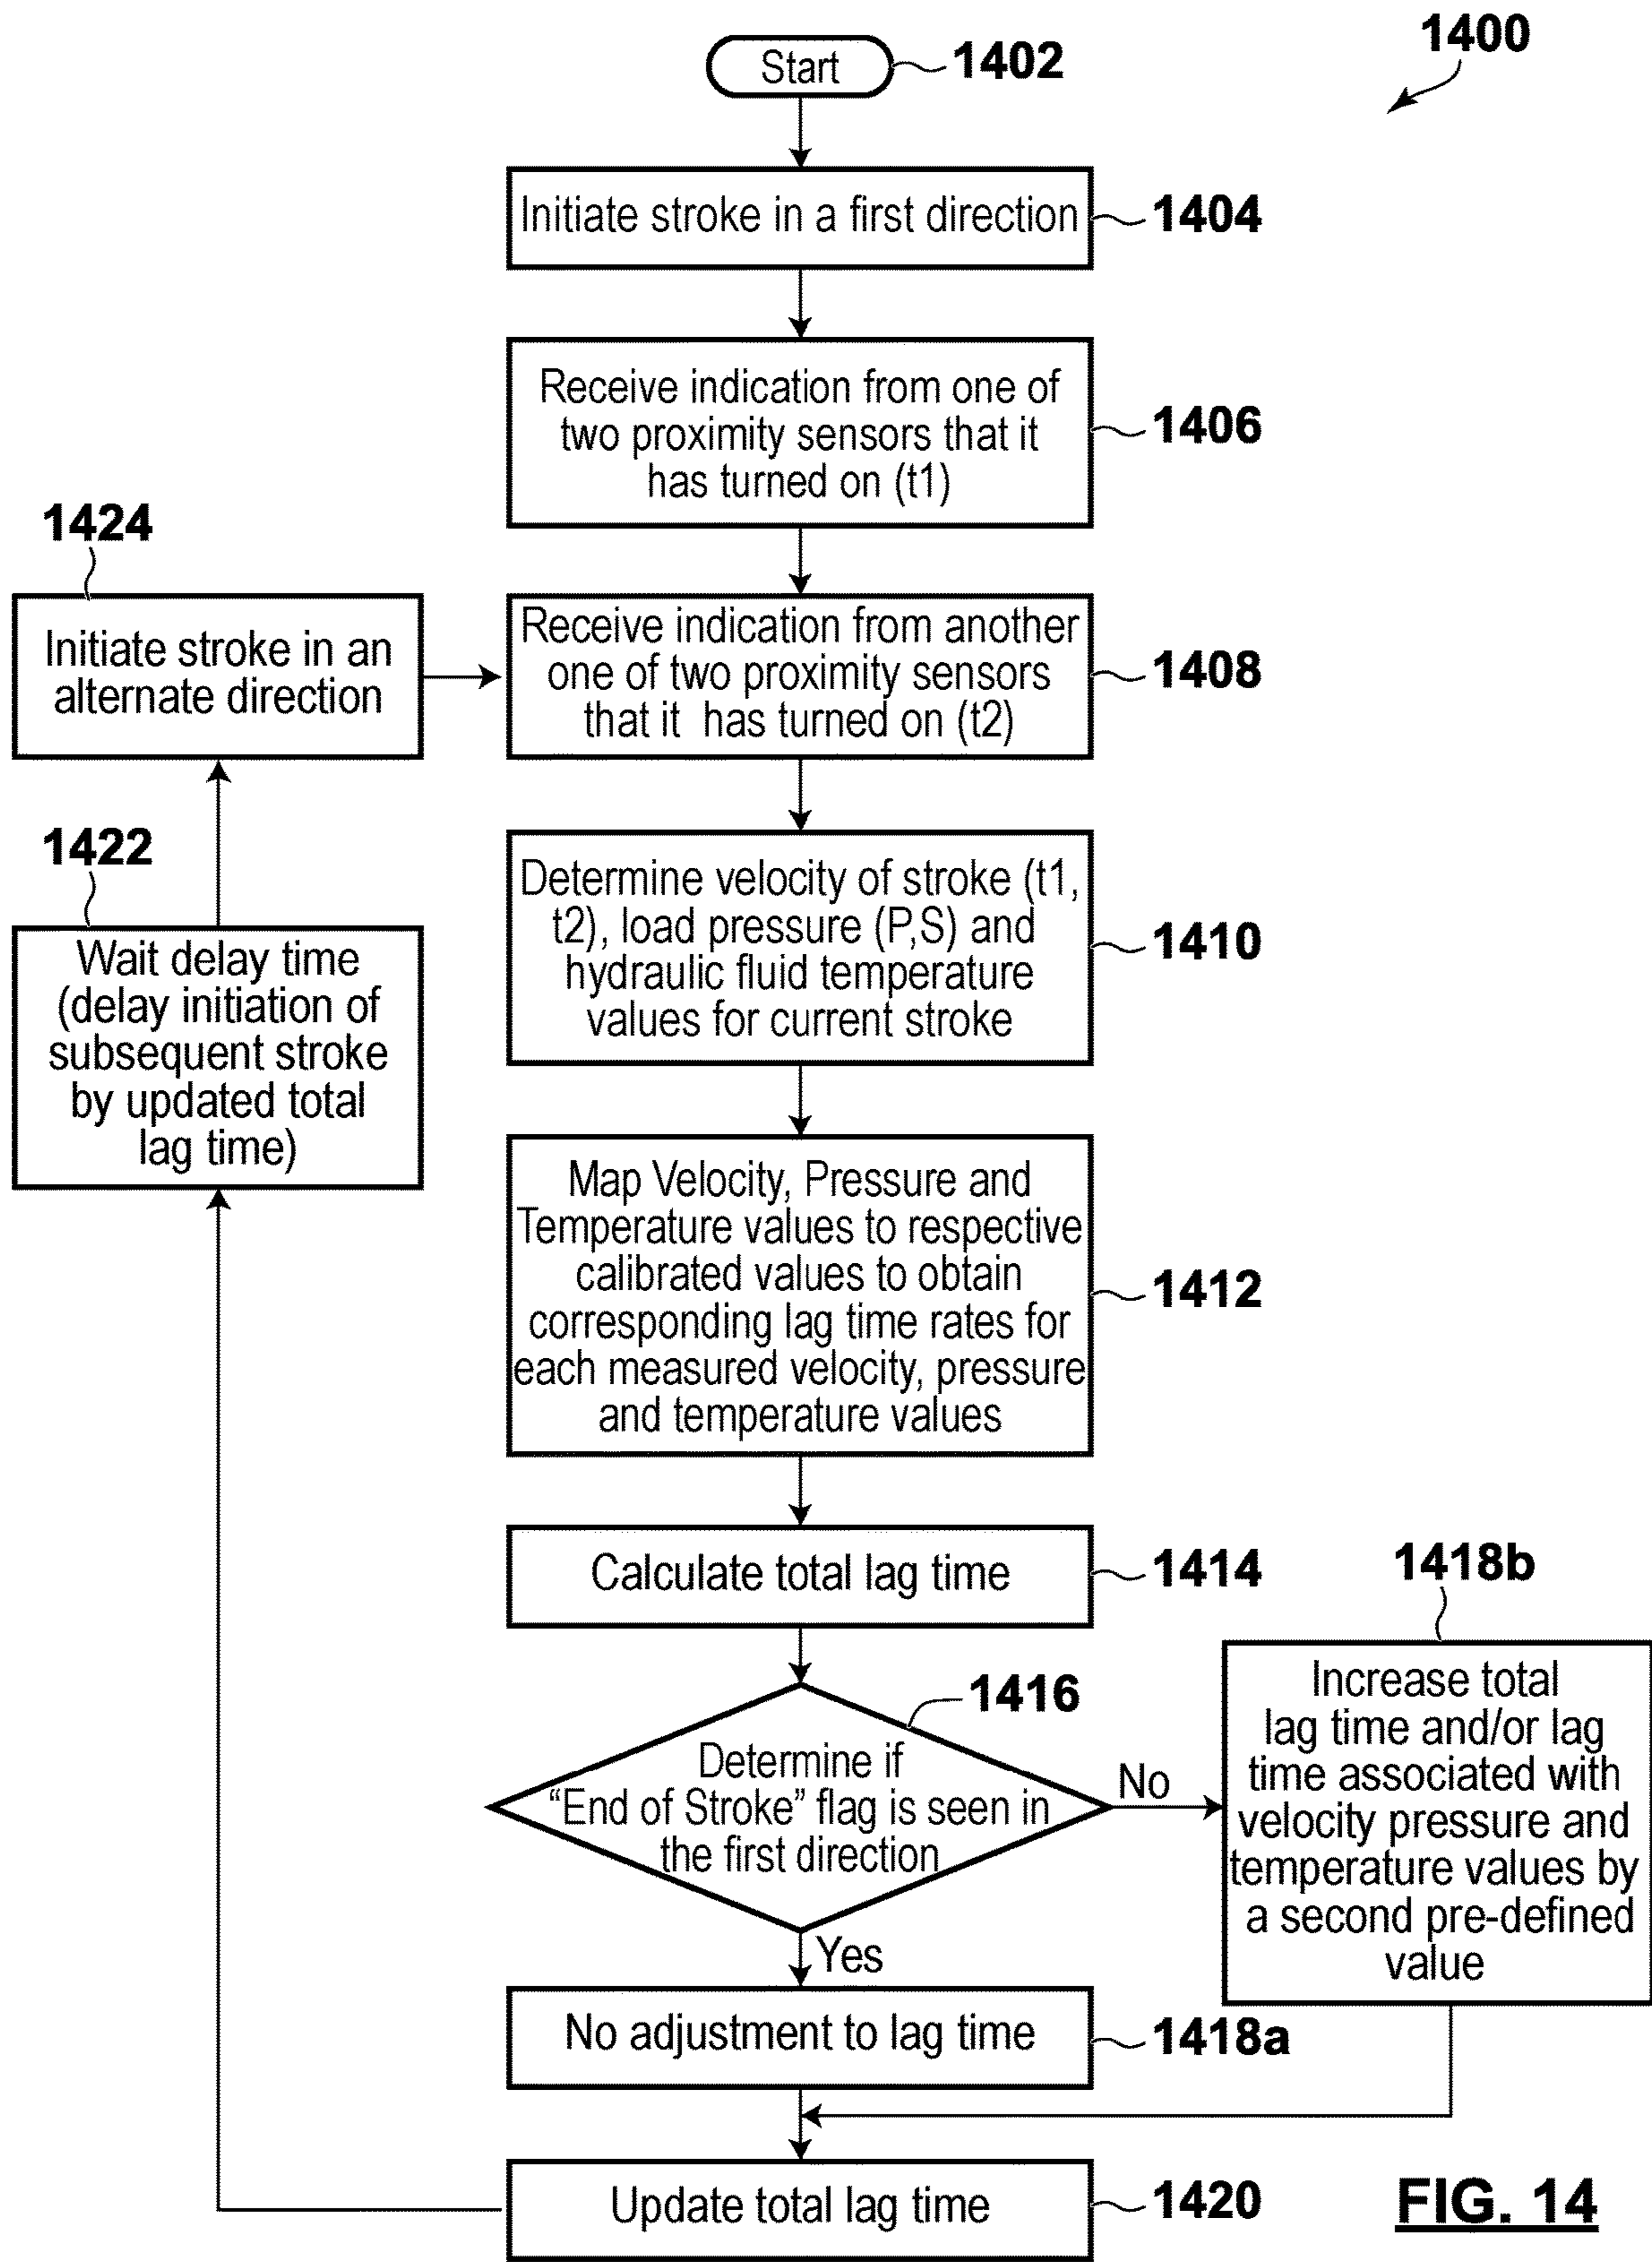 1400
Start
1402
Initiate stroke in a first direction
1404
Receive indication from one of
two proximity sensors that it
has turned on (t1)
1406
1424
Initiate stroke in an
alternate direction
Receive indication from another
one of two proximity sensors
that it has turned on (t2)
1408
1422
Wait delay time
(delay initiation of
subsequent stroke
by updated total
lag time)
Determine velocity of stroke (t1,
t2), load pressure (P,S) and
hydraulic fluid temperature
values for current stroke
1410
Map Velocity, Pressure and
Temperature values to respective
calibrated values to obtain
corresponding lag time rates for
each measured velocity, pressure
and temperature values
1412
Calculate total lag time
1414
1416
Determine if
“End of Stroke” flag is seen in
the first direction
No
Yes
1418b
Increase total
lag time and/or lag
time associated with
velocity pressure and
temperature values by
a second pre-defined
value
No adjustment to lag time
1418a
Update total lag time
1420
FIG. 14